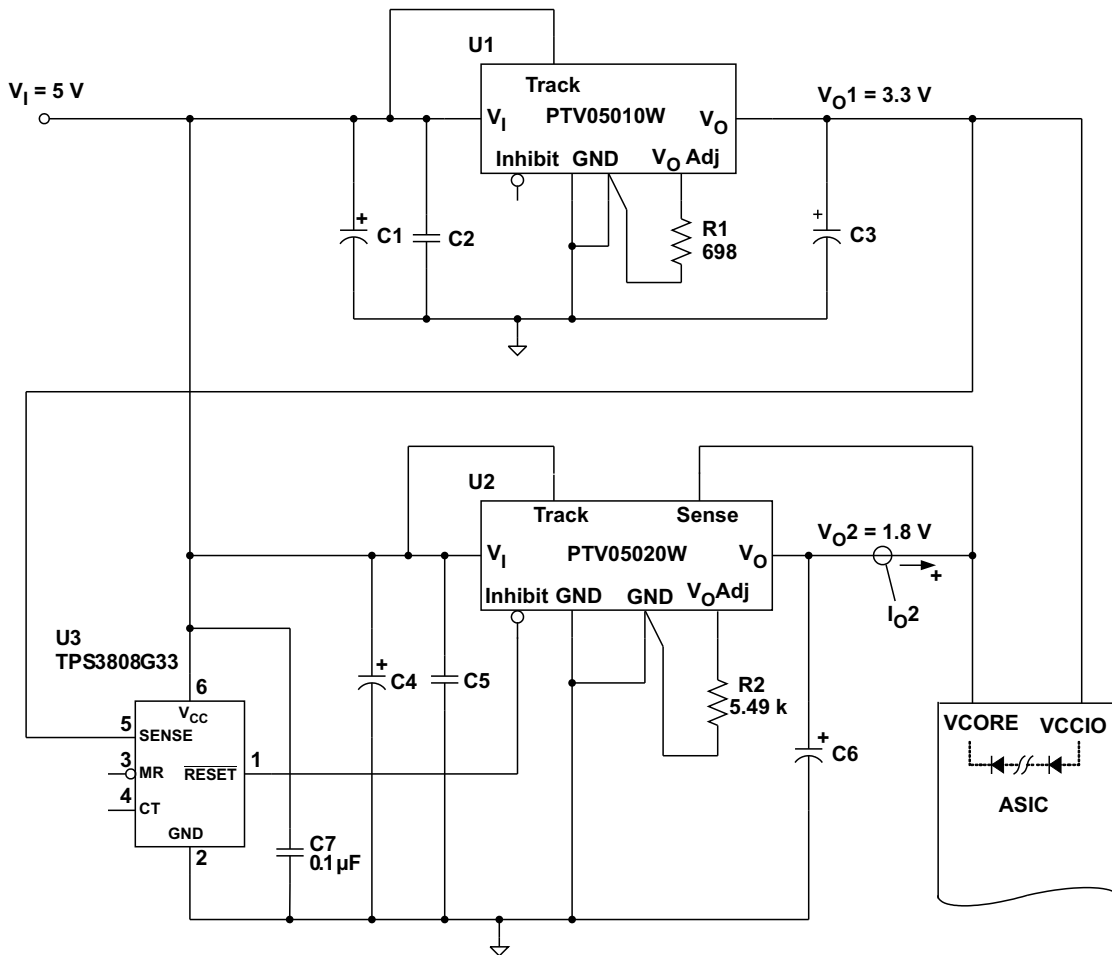 U1
V_I = 5 V
Track
PTV05010W
V_I
V_O
Inhibit
GND
V_O Adj
V_O1 = 3.3 V
+
C1
C2
R1
698
+
C3
U2
Track
Sense
PTV05020W
V_I
V_O
Inhibit
GND
GND
V_OAdj
V_O2 = 1.8 V
+
I_O2
U3
TPS3808G33
6
V_CC
5
SENSE
3
MR
4
CT
RESET
1
GND
2
+
C4
C5
R2
5.49 k
+
C6
C7
0.1 µF
VCORE
VCCIO
ASIC